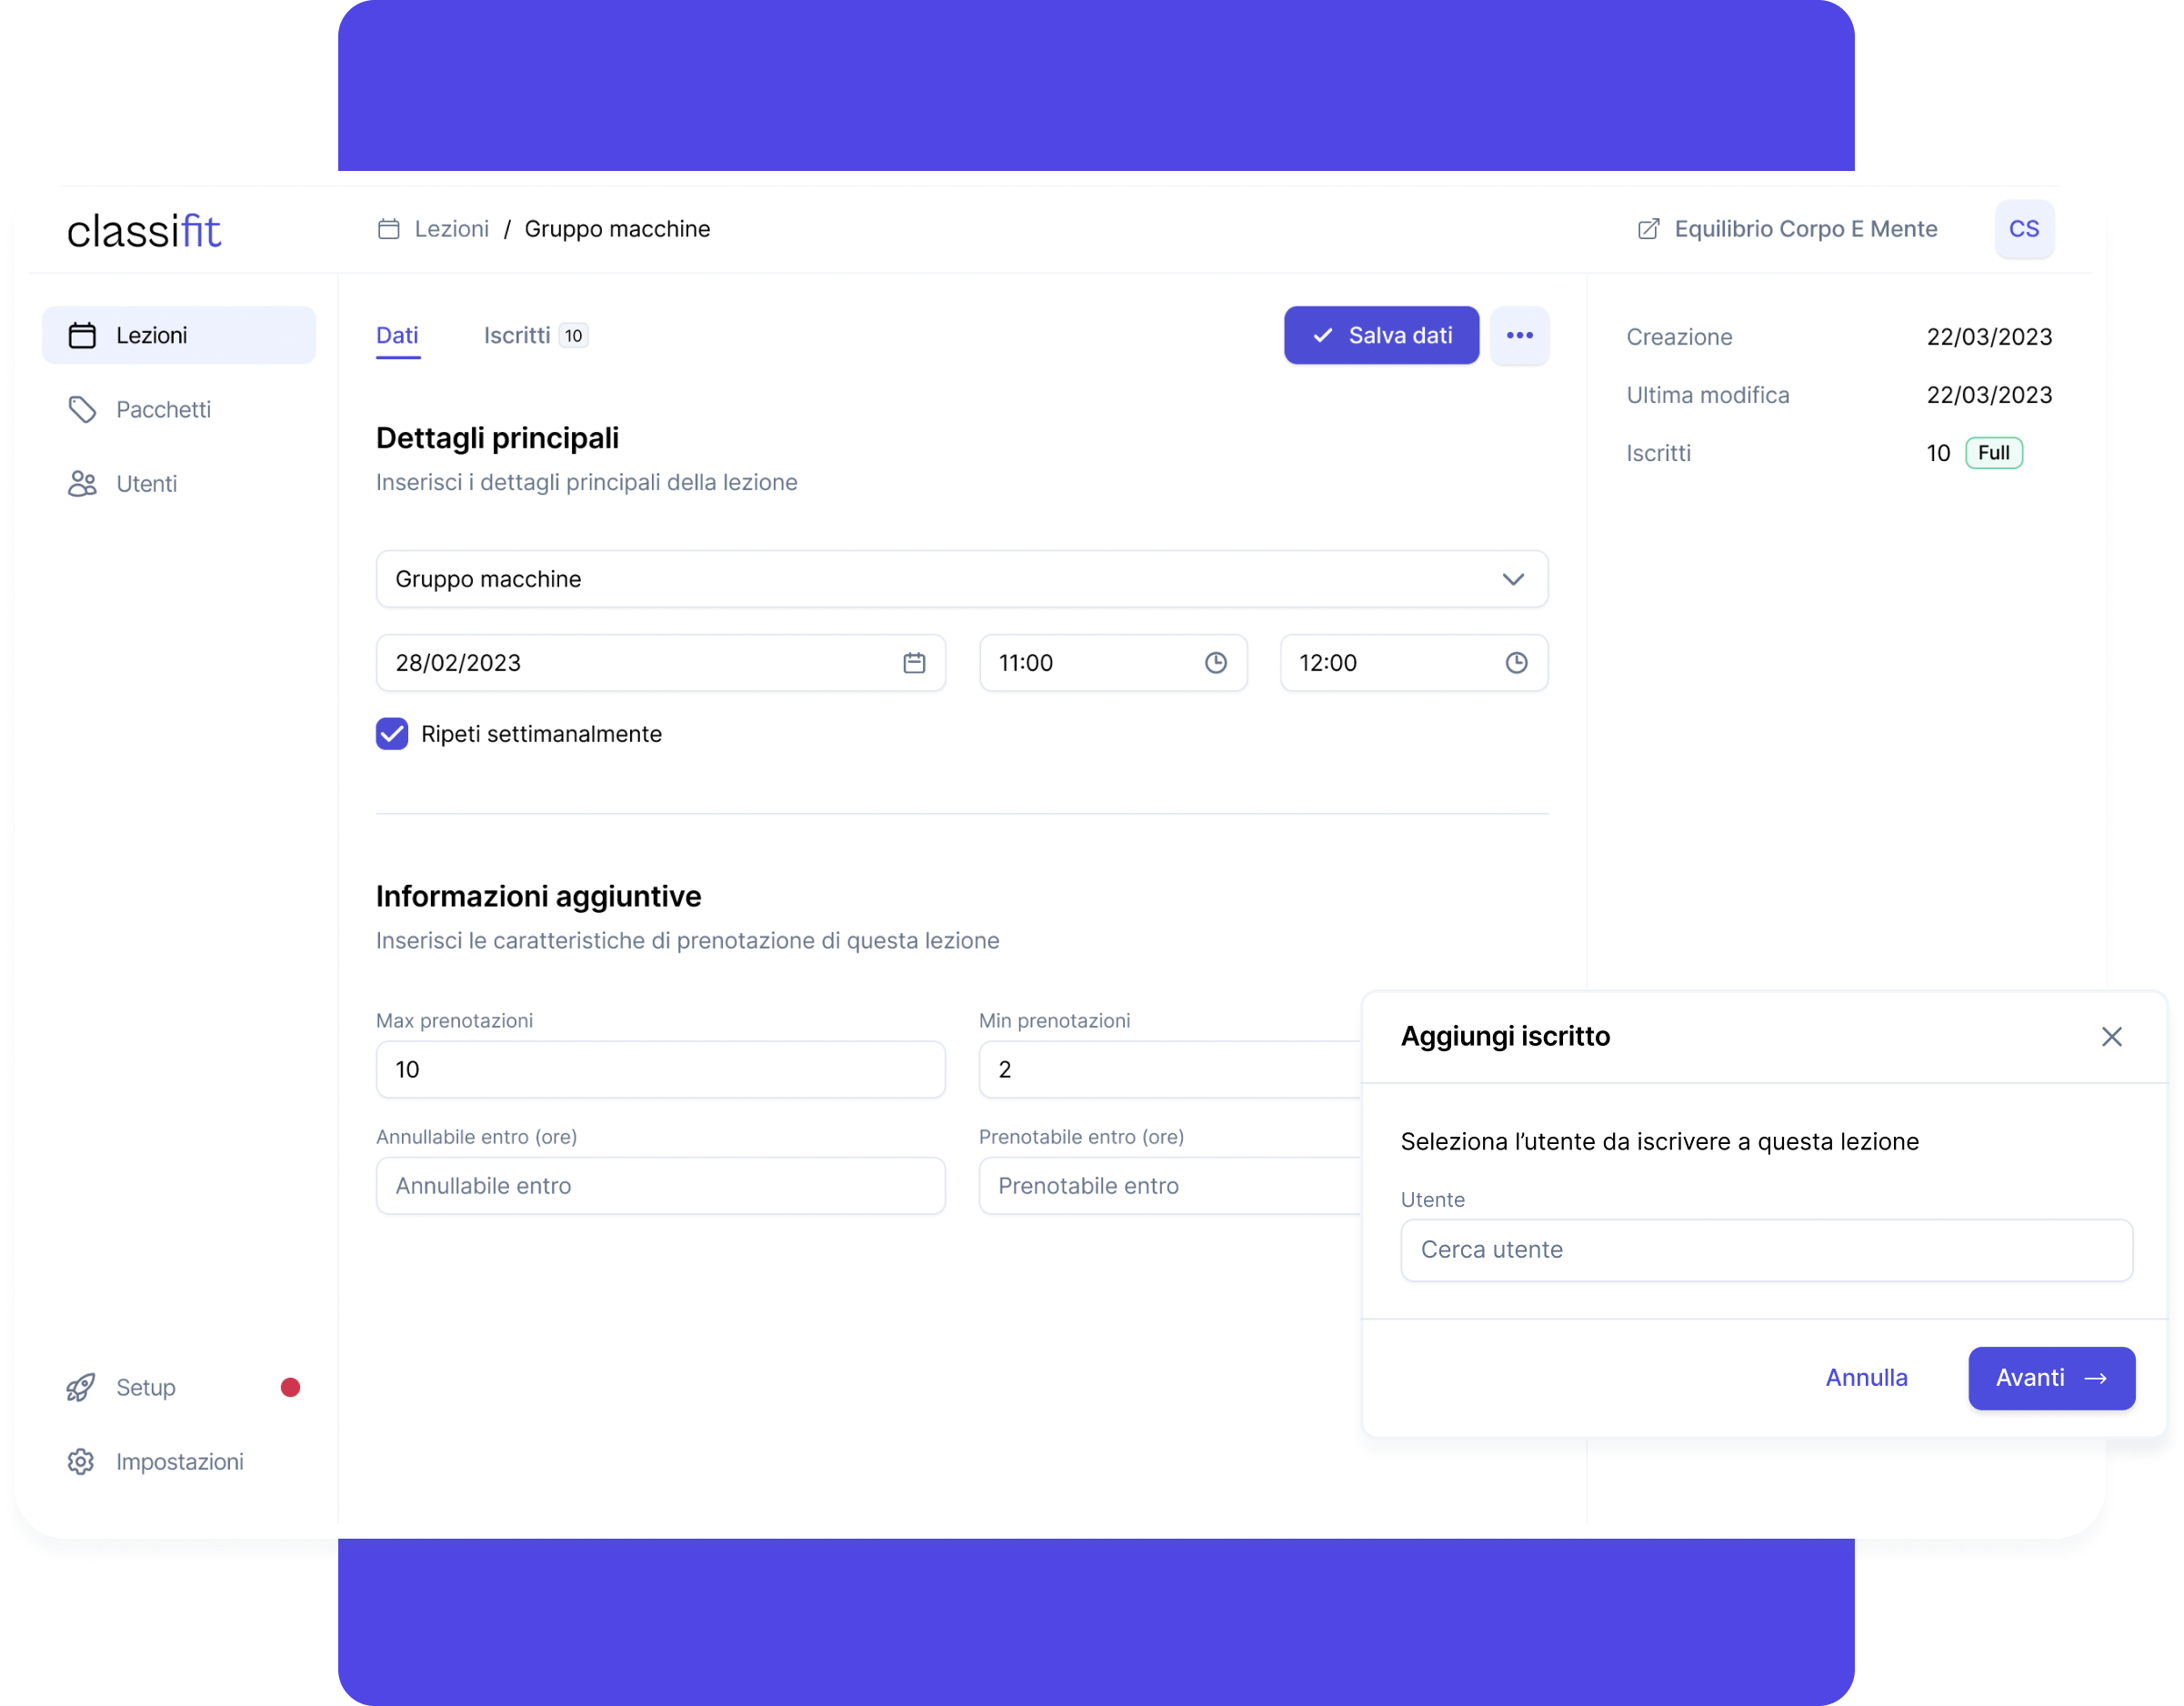 classifit
Lezioni / Gruppo macchine
Equilibrio Corpo E Mente
CS
Lezioni
Pacchetti
Utenti
Setup
Impostazioni
Dati
Iscritti 10
Salva dati
Dettagli principali
Inserisci i dettagli principali della lezione
Gruppo macchine
28/02/2023
11:00
12:00
Ripeti settimanalmente
Informazioni aggiuntive
Inserisci le caratteristiche di prenotazione di questa lezione
Max prenotazioni
10
Min prenotazioni
2
Annullabile entro (ore)
Annullabile entro
Prenotabile entro (ore)
Prenotabile entro
Creazione 22/03/2023
Ultima modifica 22/03/2023
Iscritti 10 Full
Aggiungi iscritto
Seleziona l’utente da iscrivere a questa lezione
Utente
Cerca utente
Annulla
Avanti